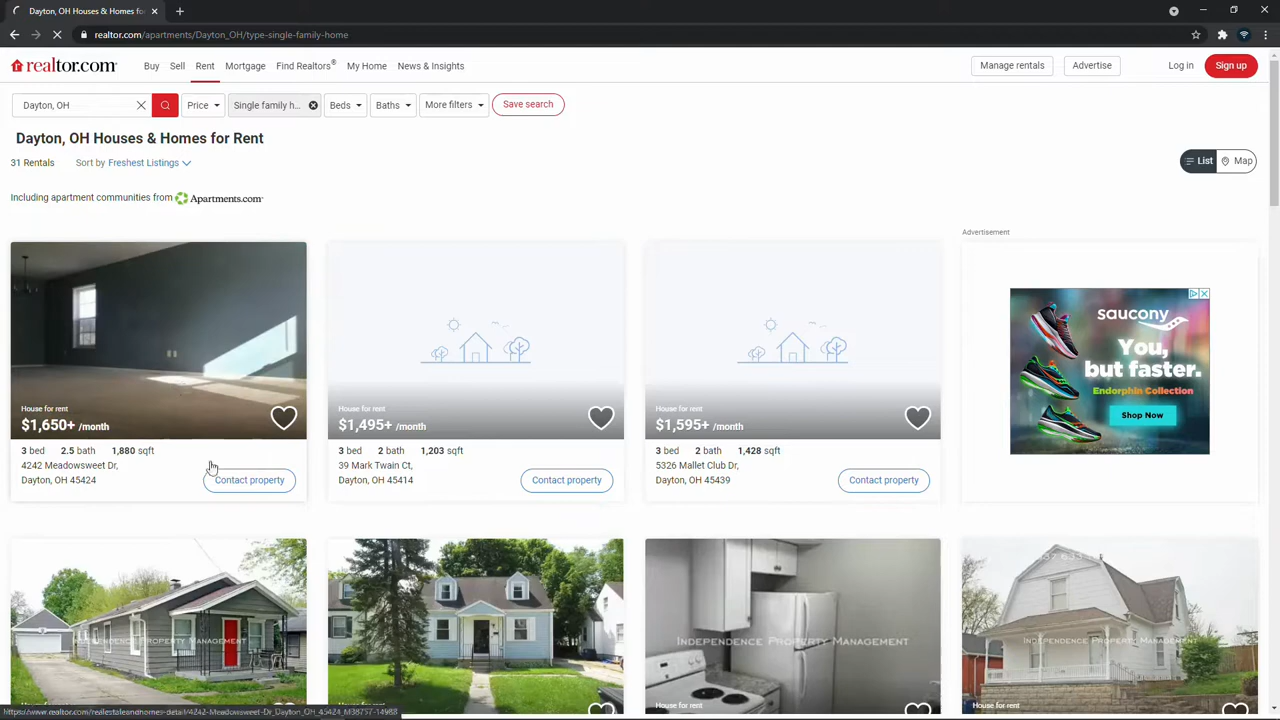 Dayton, OH Houses & Homes for
realtor.com/apartments/Dayton_OH/type-single-family-home
realtor.com
Buy Sell Rent Mortgage Find Realtors® My Home News & Insights
Manage rentals Advertise Log in Sign up
Dayton, OH Price Single family h... Beds Baths More filters Save search
Dayton, OH Houses & Homes for Rent
31 Rentals Sort by Freshest Listings
List Map
Including apartment communities from Apartments.com
Advertisement
House for rent
$1,650+ /month
3 bed 2.5 bath 1,880 sqft
4242 Meadowsweet Dr,
Dayton, OH 45424
Contact property
House for rent
$1,495+ /month
3 bed 2 bath 1,203 sqft
39 Mark Twain Ct,
Dayton, OH 45414
Contact property
House for rent
$1,595+ /month
3 bed 2 bath 1,428 sqft
5326 Mallet Club Dr,
Dayton, OH 45439
Contact property
saucony
You,
but faster.
Endorphin Collection
Shop Now
INDEPENDENCE PROPERTY MANAGEMENT
INDEPENDENCE PROPERTY MANAGEMENT
INDEPENDENCE PROPERTY MANAGEMENT
House for rent
House for rent
House for rent